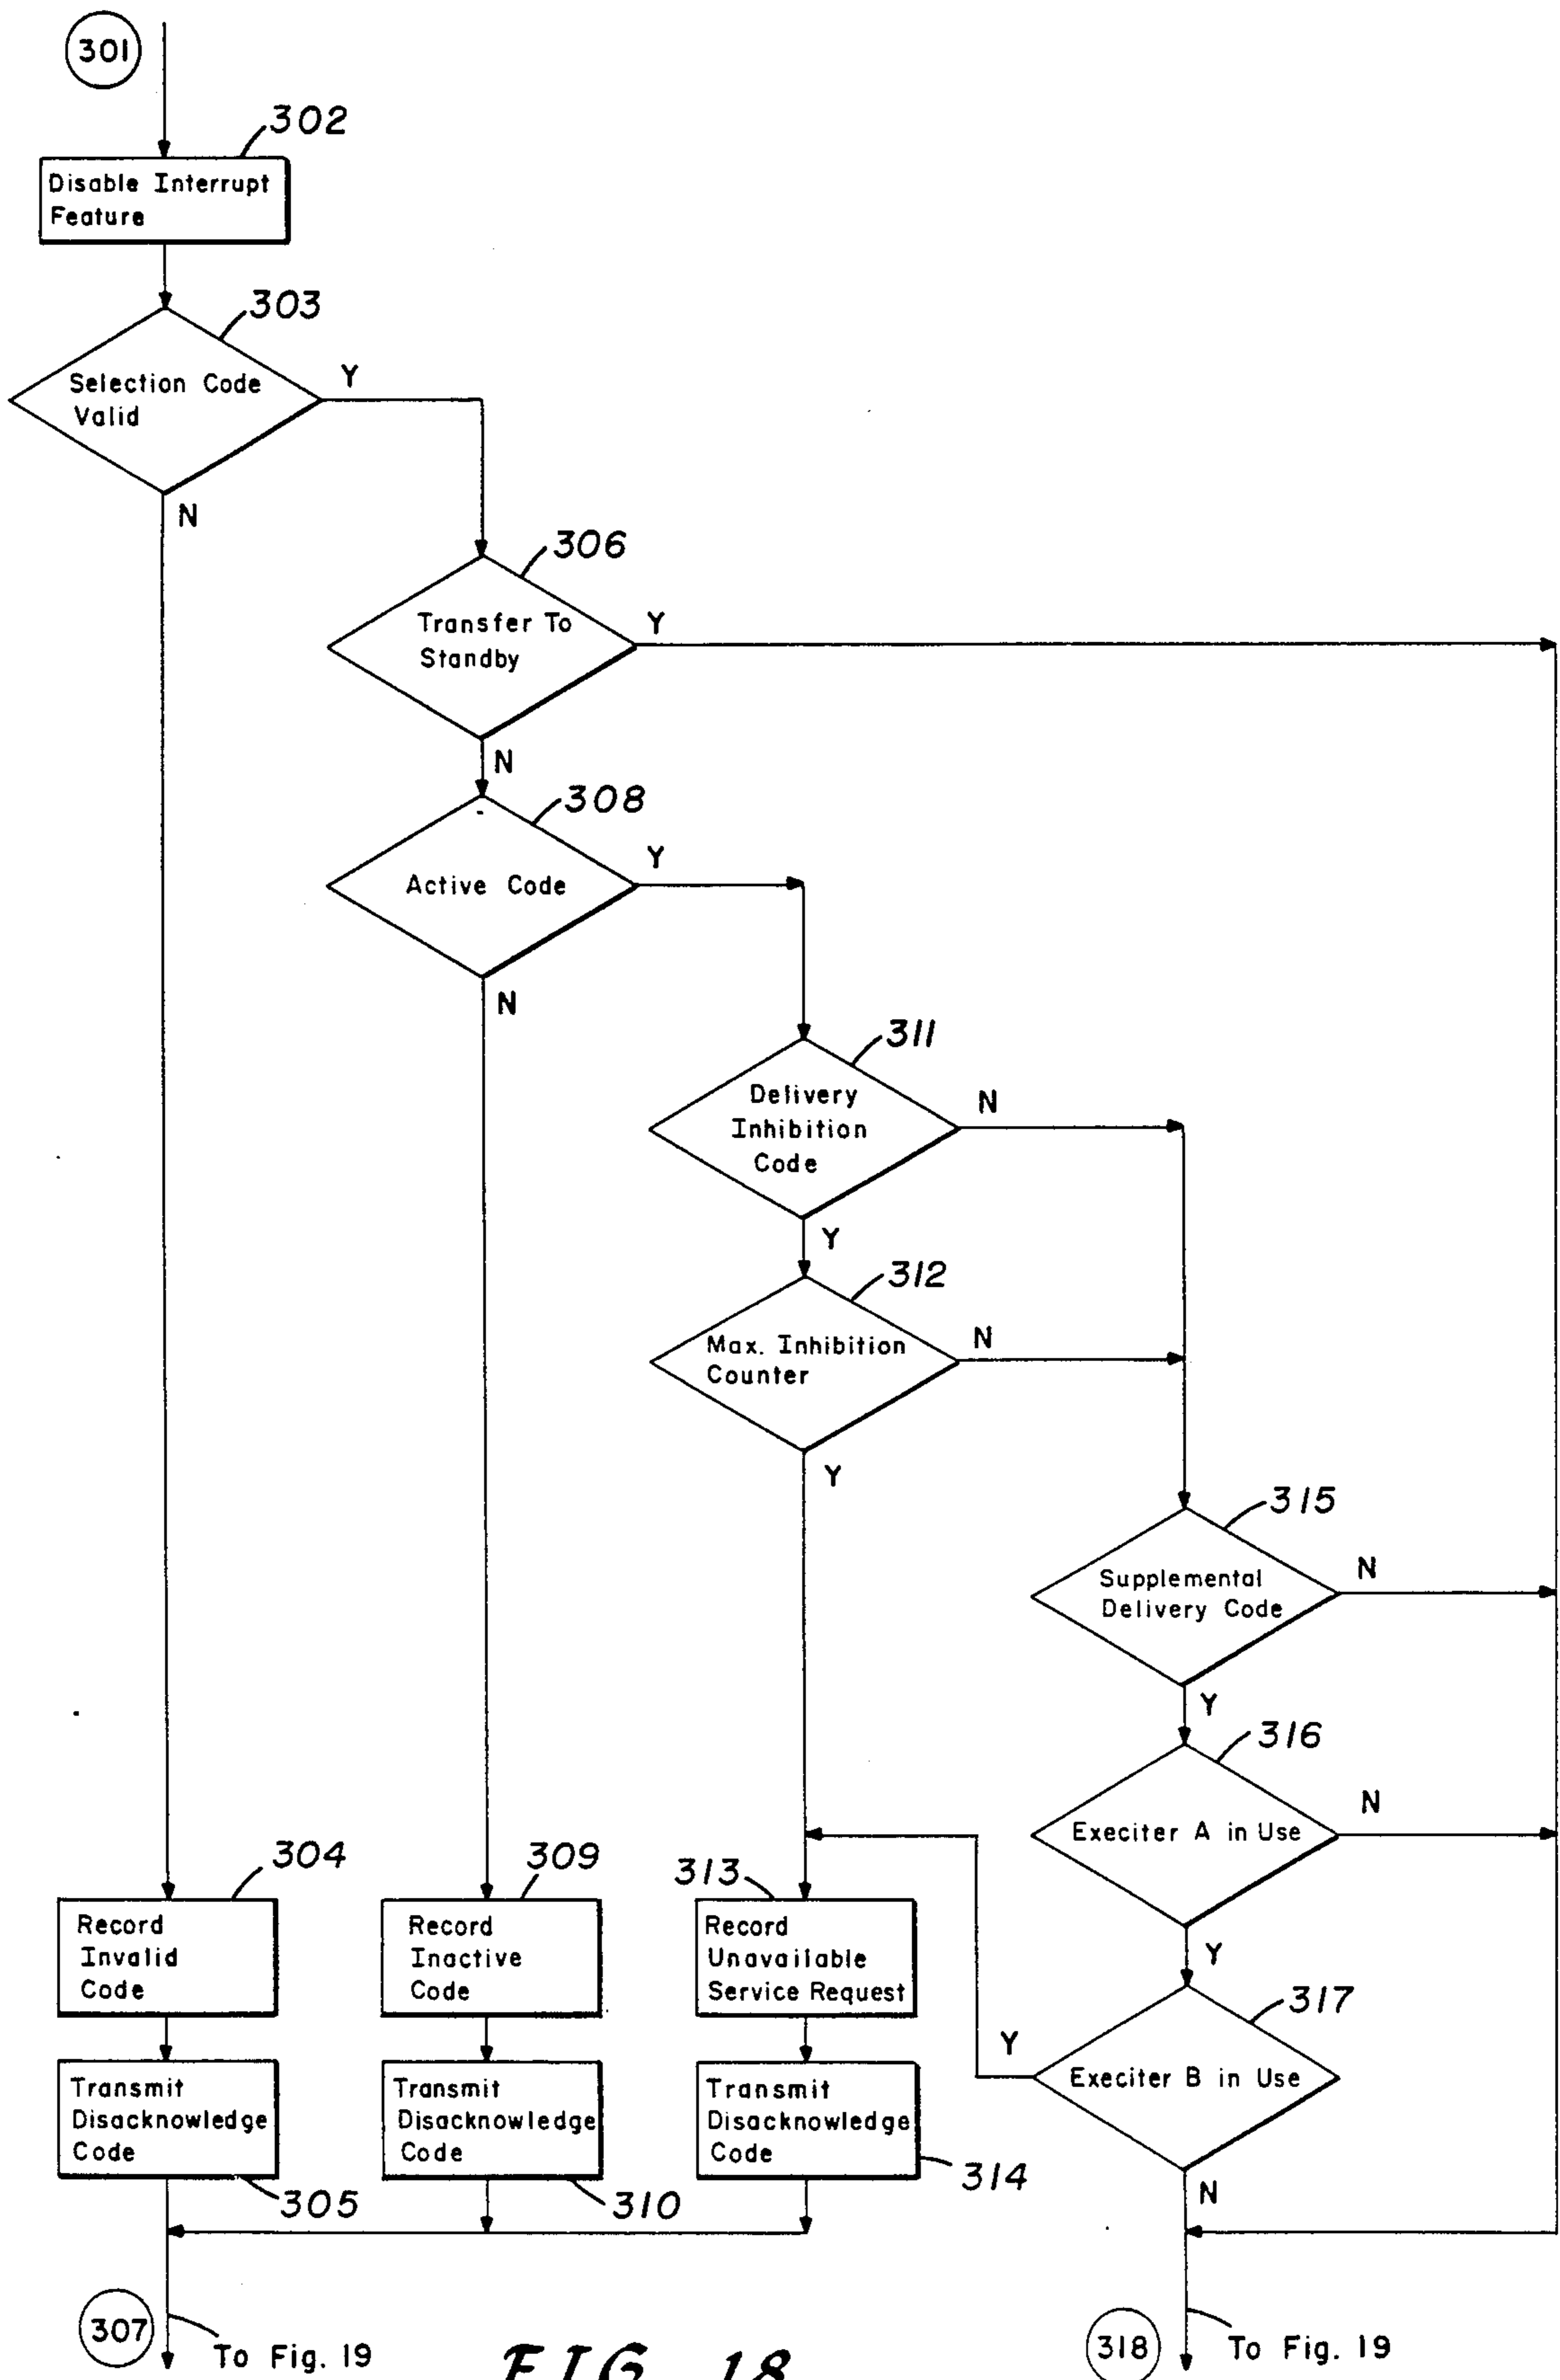 301
302
Disable Interrupt
Feature
303
Selection Code
Valid
Y
N
306
Transfer To
Standby
Y
N
308
Active Code
Y
N
311
Delivery
Inhibition
Code
N
Y
312
Max. Inhibition
Counter
N
Y
315
Supplemental
Delivery Code
N
Y
316
Execiter A in Use
N
Y
317
Execiter B in Use
Y
N
304
Record
Invalid
Code
309
Record
Inactive
Code
313
Record
Unavailable
Service Request
Transmit
Disacknowledge
Code
305
Transmit
Disacknowledge
Code
310
Transmit
Disacknowledge
Code
314
307
To Fig. 19
318
To Fig. 19
FIG. 18